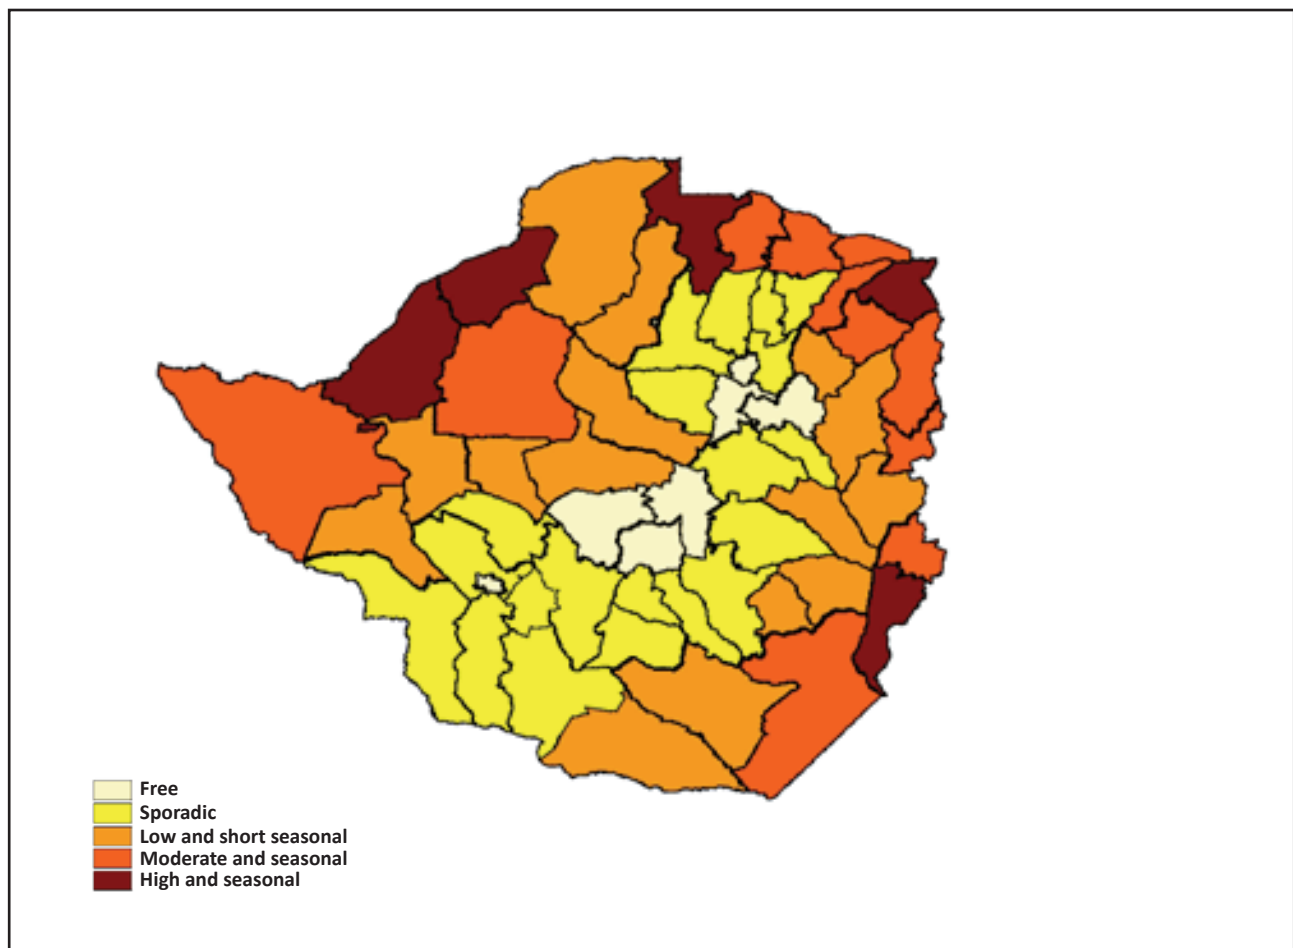 Free
Sporadic
Low and short seasonal
Moderate and seasonal
High and seasonal